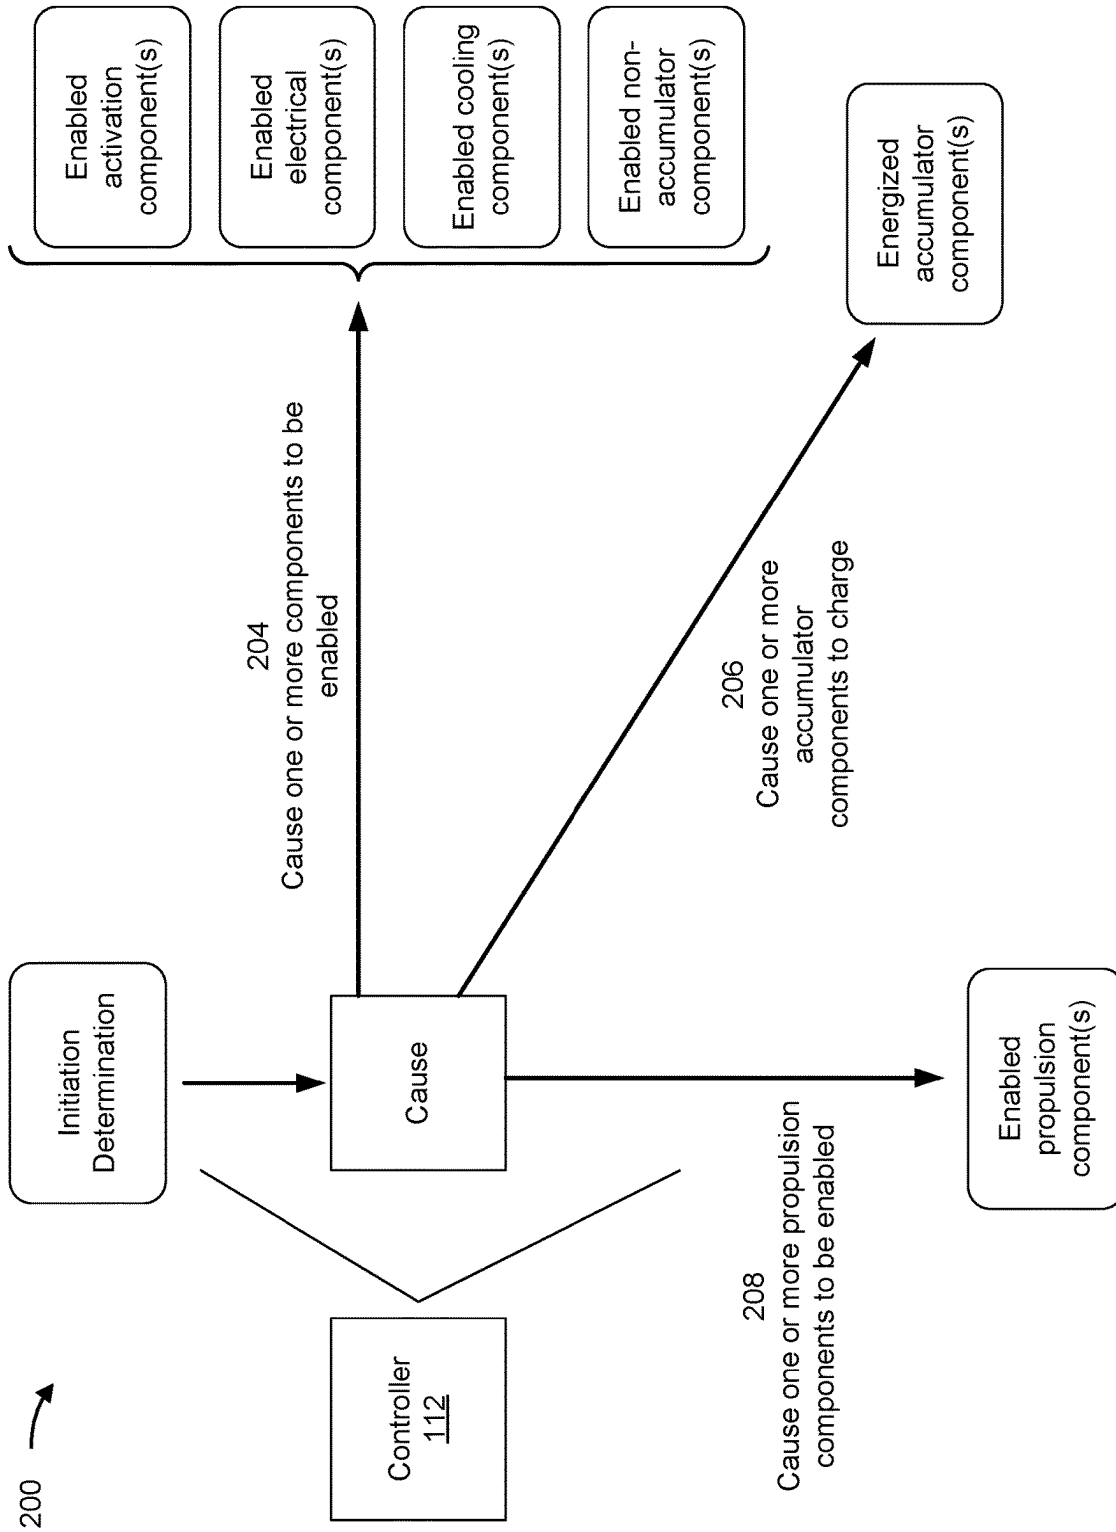 200
Controller
112
Initiation
Determination
Cause
204
Cause one or more components to be
enabled
206
Cause one or more
accumulator
components to charge
208
Cause one or more propulsion
components to be enabled
Enabled
activation
component(s)
Enabled
electrical
component(s)
Enabled cooling
component(s)
Enabled non-
accumulator
component(s)
Energized
accumulator
component(s)
Enabled
propulsion
component(s)